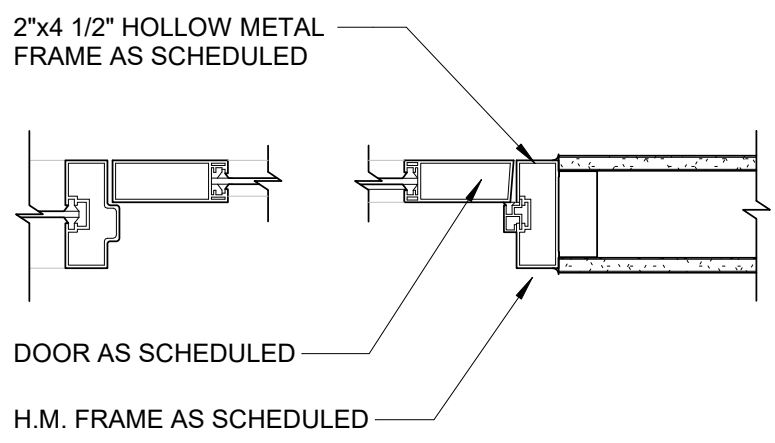 2"x4 1/2" HOLLOW METAL
FRAME AS SCHEDULED
DOOR AS SCHEDULED
H.M. FRAME AS SCHEDULED